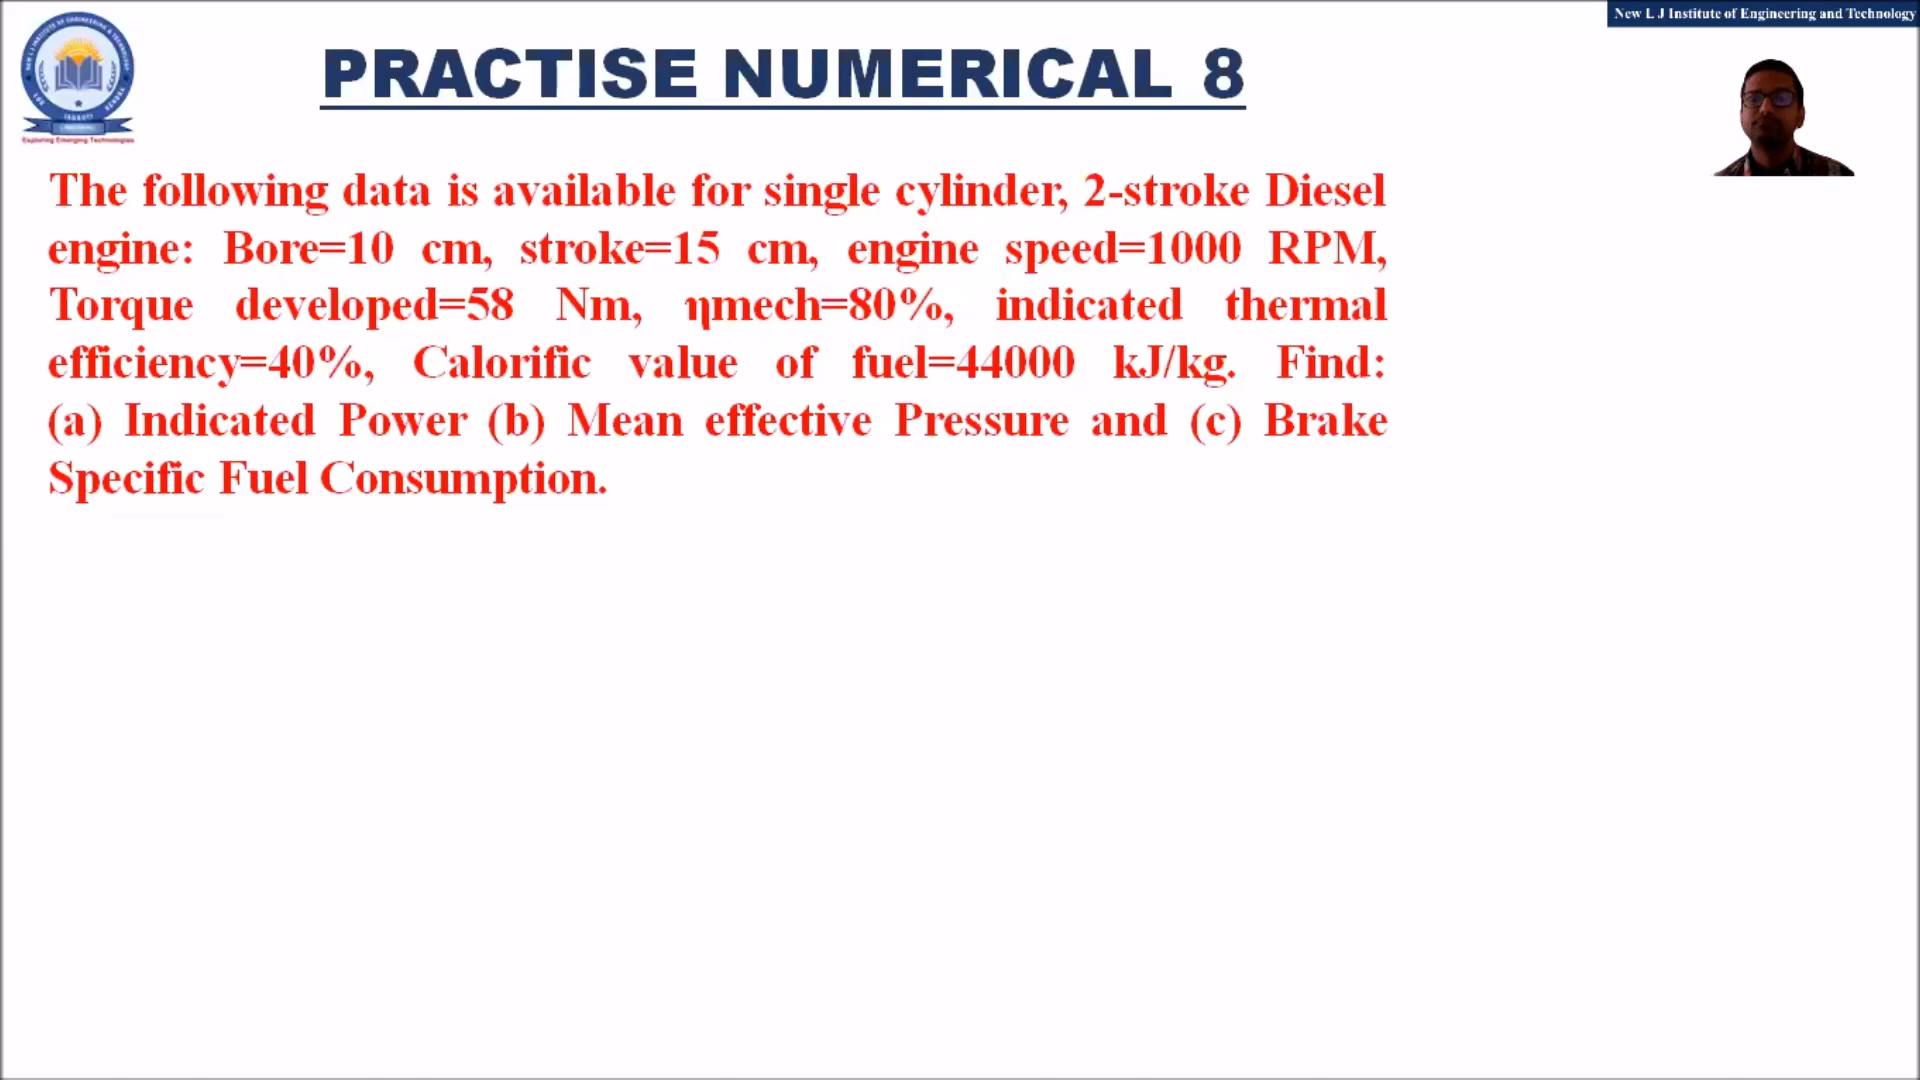 New L J Institute of Engineering and Technology
PRACTISE NUMERICAL 8
Exploring Emerging Technologies
The following data is available for single cylinder, 2-stroke Diesel
engine: Bore=10 cm, stroke=15 cm, engine speed=1000 RPM,
Torque developed=58 Nm, ηmech=80%, indicated thermal
efficiency=40%, Calorific value of fuel=44000 kJ/kg. Find:
(a) Indicated Power (b) Mean effective Pressure and (c) Brake
Specific Fuel Consumption.